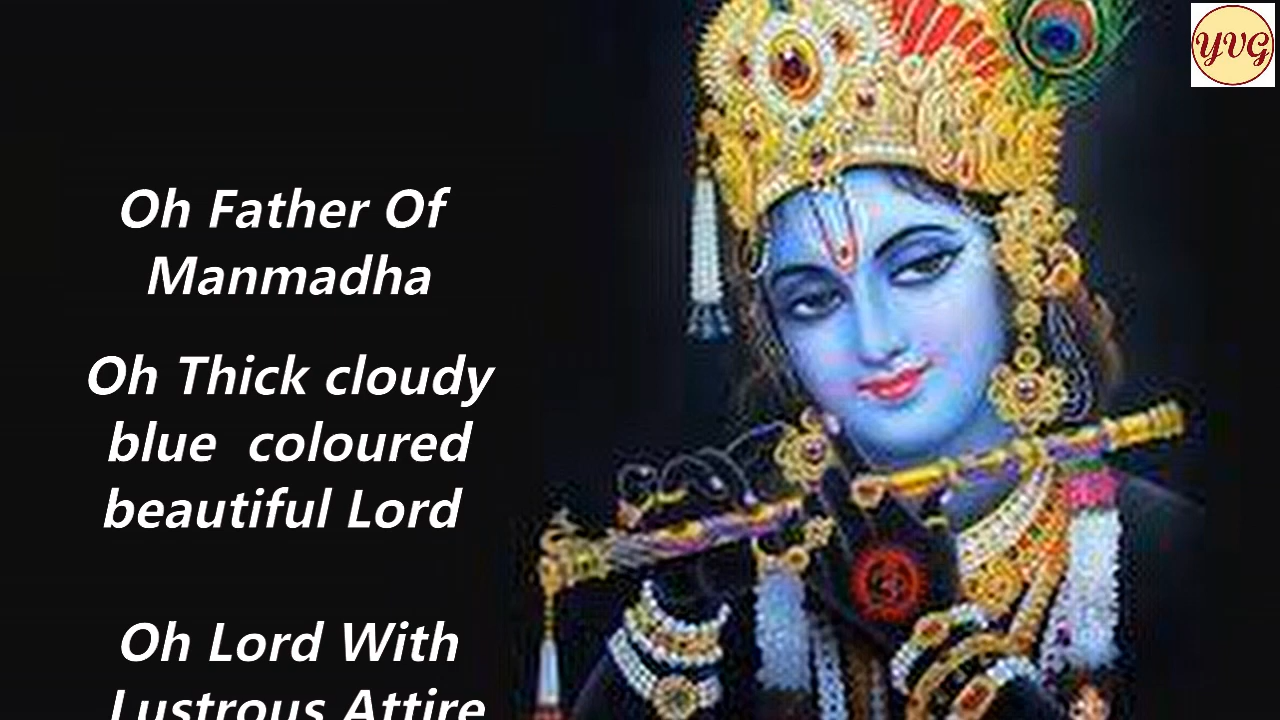 YVG
Oh Father Of
Manmadha
Oh Thick cloudy
blue coloured
beautiful Lord
Oh Lord With
Lustrous Attire